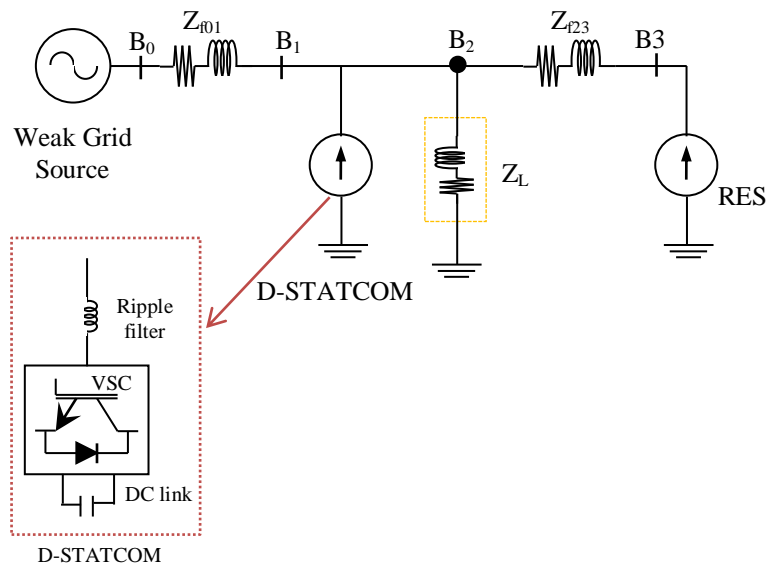 B0
Zf01
B1
B2
Zf23
B3
Weak Grid
Source
ZL
RES
D-STATCOM
Ripple
filter
VSC
DC link
D-STATCOM